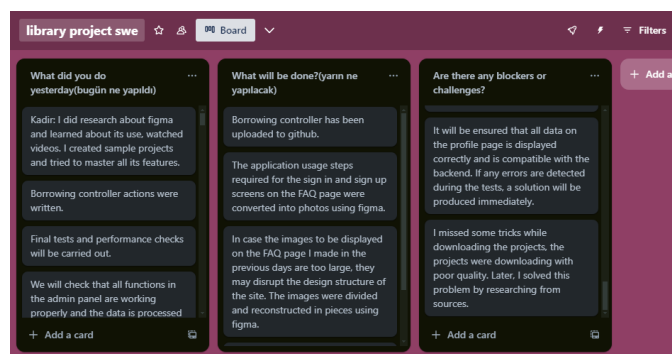 library project swe
Board
Filters
What did you do
yesterday(bugün ne yapıldı)
Kadir: I did research about figma
and learned about its use, watched
videos. I created sample projects
and tried to master all its features.
Borrowing controller actions were
written.
Final tests and performance checks
will be carried out.
We will check that all functions in
the admin panel are working
properly and the data is processed
+ Add a card
What will be done?(yarın ne
yapılacak)
Borrowing controller has been
uploaded to github.
The application usage steps
required for the sign in and sign up
screens on the FAQ page were
converted into photos using figma.
In case the images to be displayed
on the FAQ page I made in the
previous days are too large, they
may disrupt the design structure of
the site. The images were divided
and reconstructed in pieces using
figma.
+ Add a card
Are there any blockers or
challenges?
It will be ensured that all data on
the profile page is displayed
correctly and is compatible with the
backend. If any errors are detected
during the tests, a solution will be
produced immediately.
I missed some tricks while
downloading the projects, the
projects were downloading with
poor quality. Later, I solved this
problem by researching from
sources.
+ Add a card
+ Add a